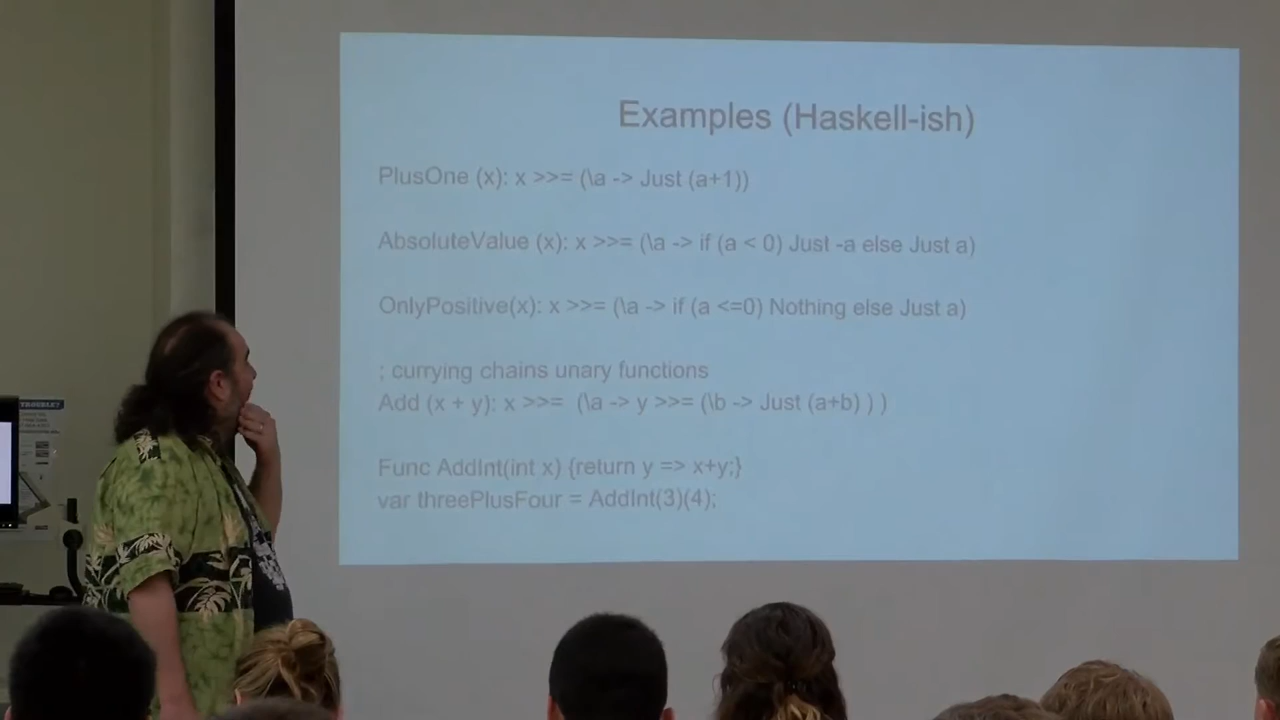 Examples (Haskell-ish)
PlusOne (x): x >>= (\a -> Just (a+1))
AbsoluteValue (x): x >>= (\a -> if (a < 0) Just -a else Just a)
OnlyPositive(x): x >>= (\a -> if (a <=0) Nothing else Just a)
; currying chains unary functions
Add (x + y): x >>=  (\a -> y >>= (\b -> Just (a+b) ) )
Func AddInt(int x) {return y => x+y;}
var threePlusFour = AddInt(3)(4);
TROUBLE?